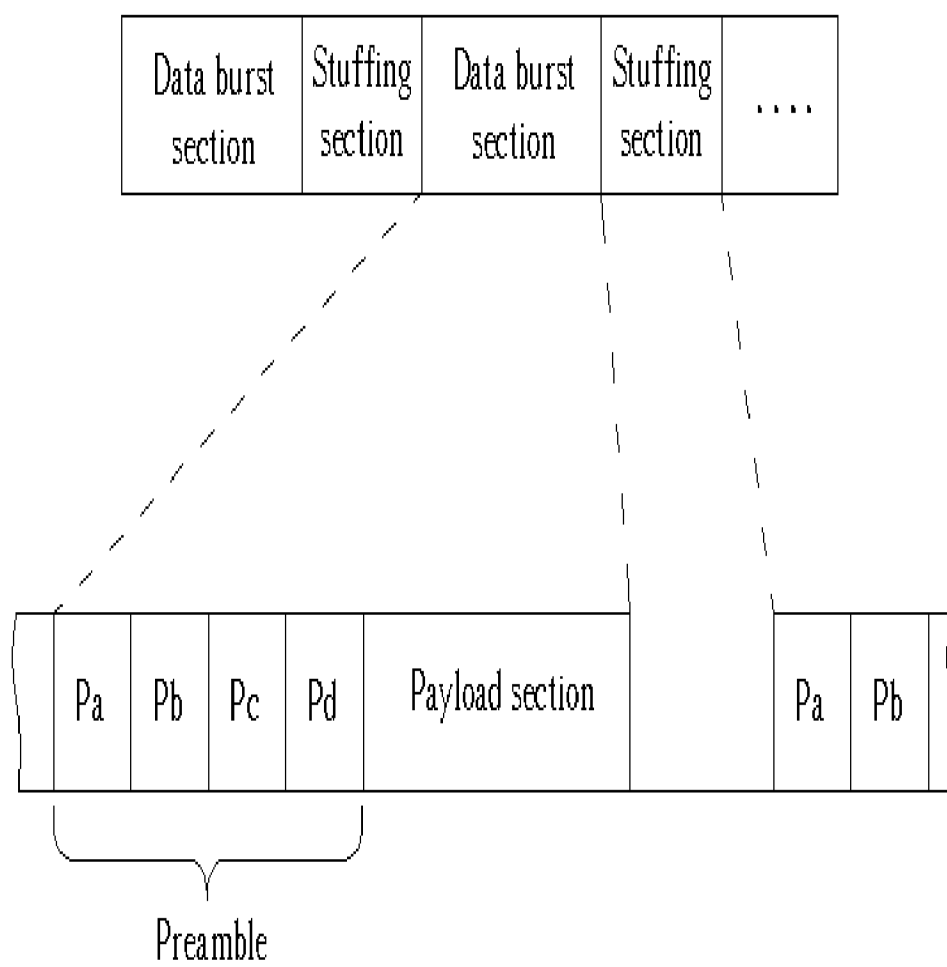 Data burst section
Stuffing section
Data burst section
Stuffing section
....
Pa
Pb
Pc
Pd
Payload section
Pa
Pb
Preamble